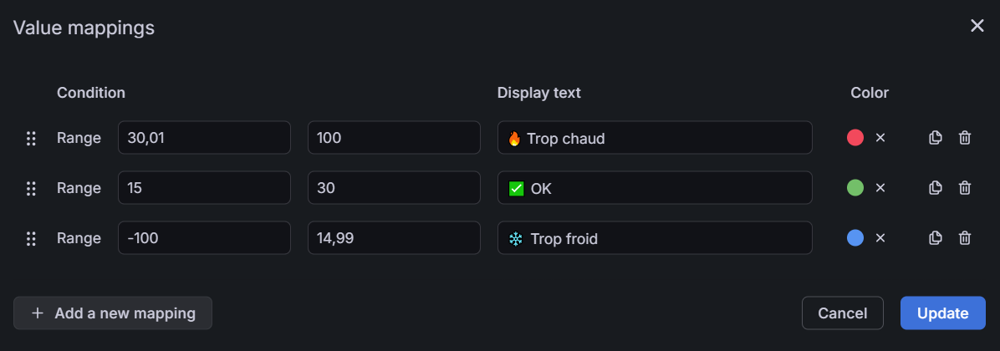 Value mappings
Condition Display text Color
Range 30,01 100 🔥 Trop chaud
Range 15 30 ✅ OK
Range -100 14,99 ❄️ Trop froid
+ Add a new mapping Cancel Update